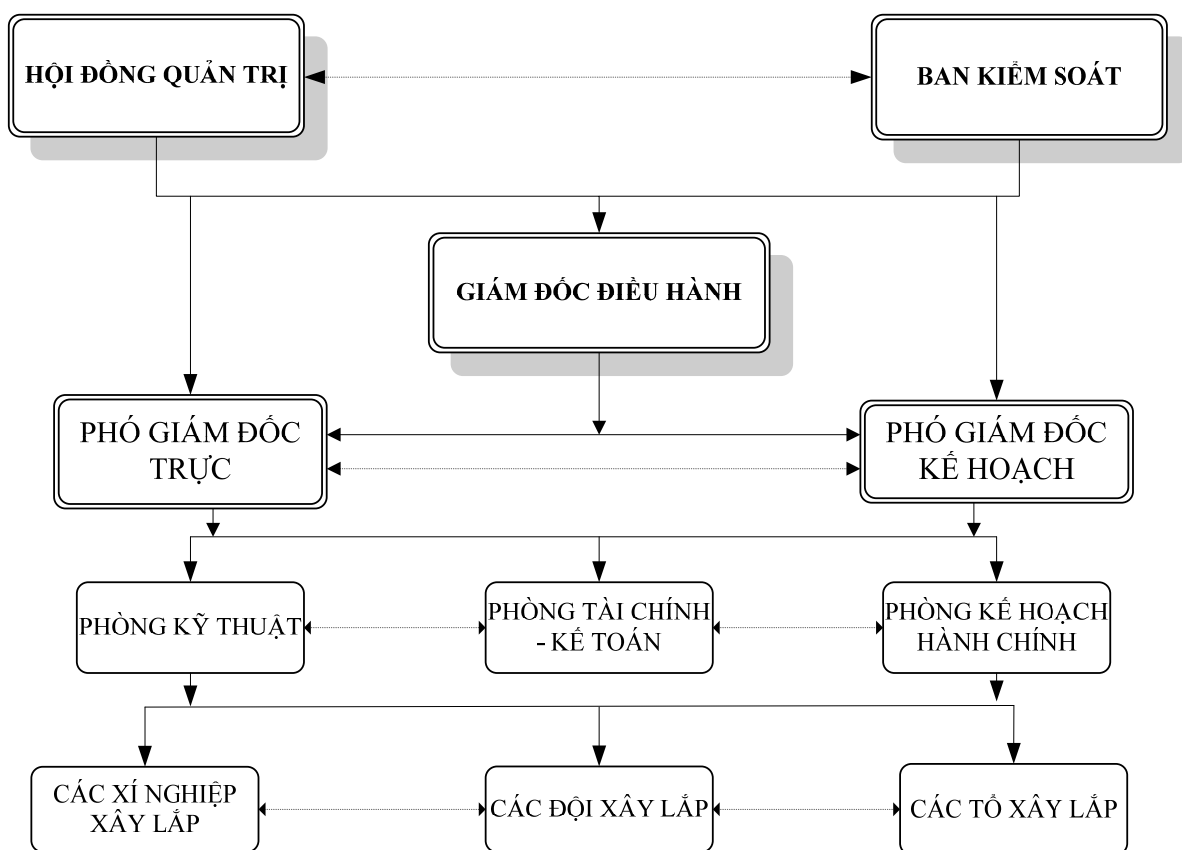 HỘI ĐỒNG QUẢN TRỊ
BAN KIỂM SOÁT
GIÁM ĐỐC ĐIỀU HÀNH
PHÓ GIÁM ĐỐC
TRỰC
PHÓ GIÁM ĐỐC
KẾ HOẠCH
PHÒNG KỸ THUẬT
PHÒNG TÀI CHÍNH
- KẾ TOÁN
PHÒNG KẾ HOẠCH
HÀNH CHÍNH
CÁC XÍ NGHIỆP
XÂY LẮP
CÁC ĐỘI XÂY LẮP
CÁC TỔ XÂY LẮP